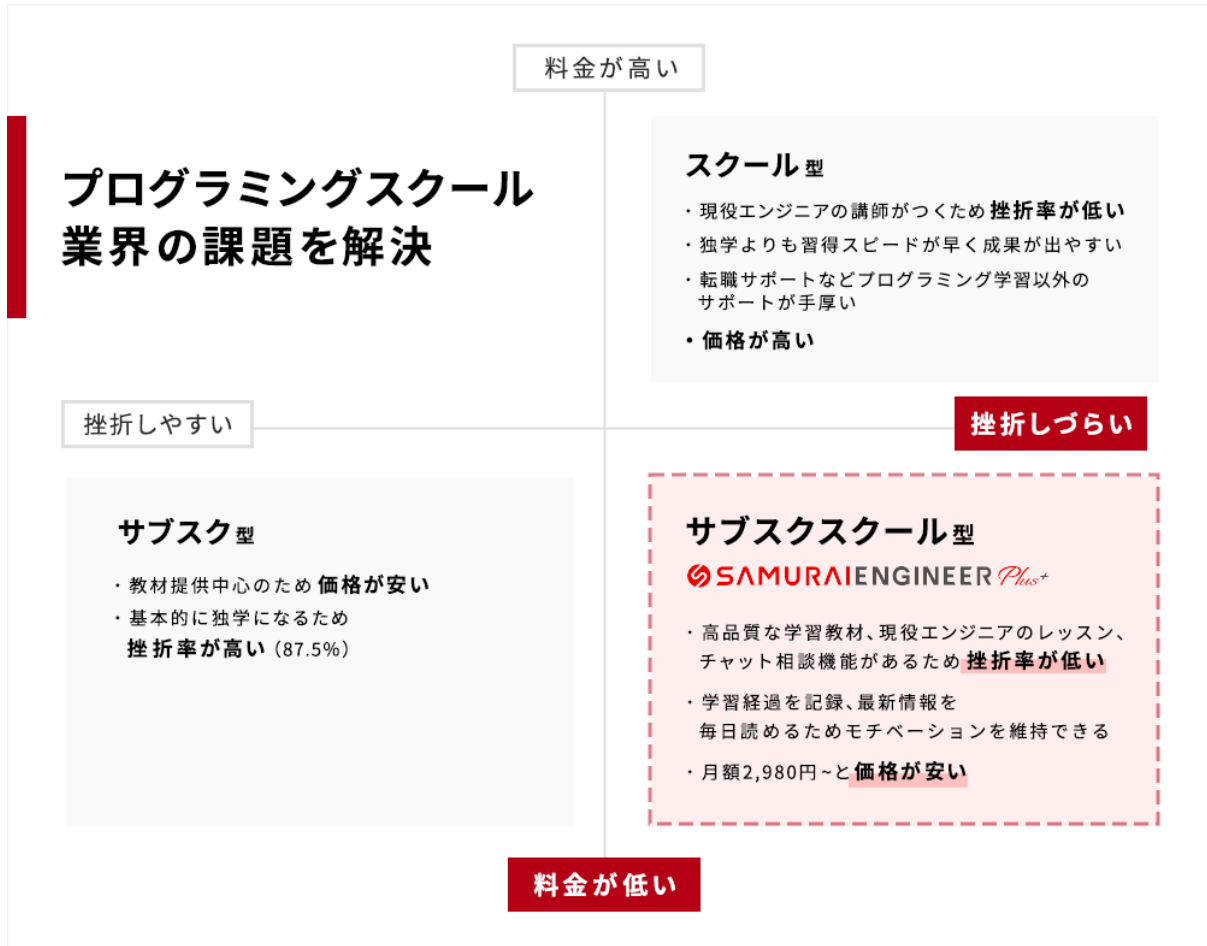 料金が高い
プログラミングスクール
業界の課題を解決
スクール型
・現役エンジニアの講師がつくため挫折率が低い
・独学よりも習得スピードが早く成果が出やすい
・転職サポートなどプログラミング学習以外の
サポートが手厚い
・価格が高い
挫折しやすい
挫折しづらい
サブスク型
・教材提供中心のため価格が安い
・基本的に独学になるため
挫折率が高い（87.5%）
サブスクスクール型
SAMURAIENGINEER Plus+
・高品質な学習教材、現役エンジニアのレッスン、
チャット相談機能があるため挫折率が低い
・学習経過を記録、最新情報を
毎日読めるためモチベーションを維持できる
・月額2,980円~と価格が安い
料金が低い